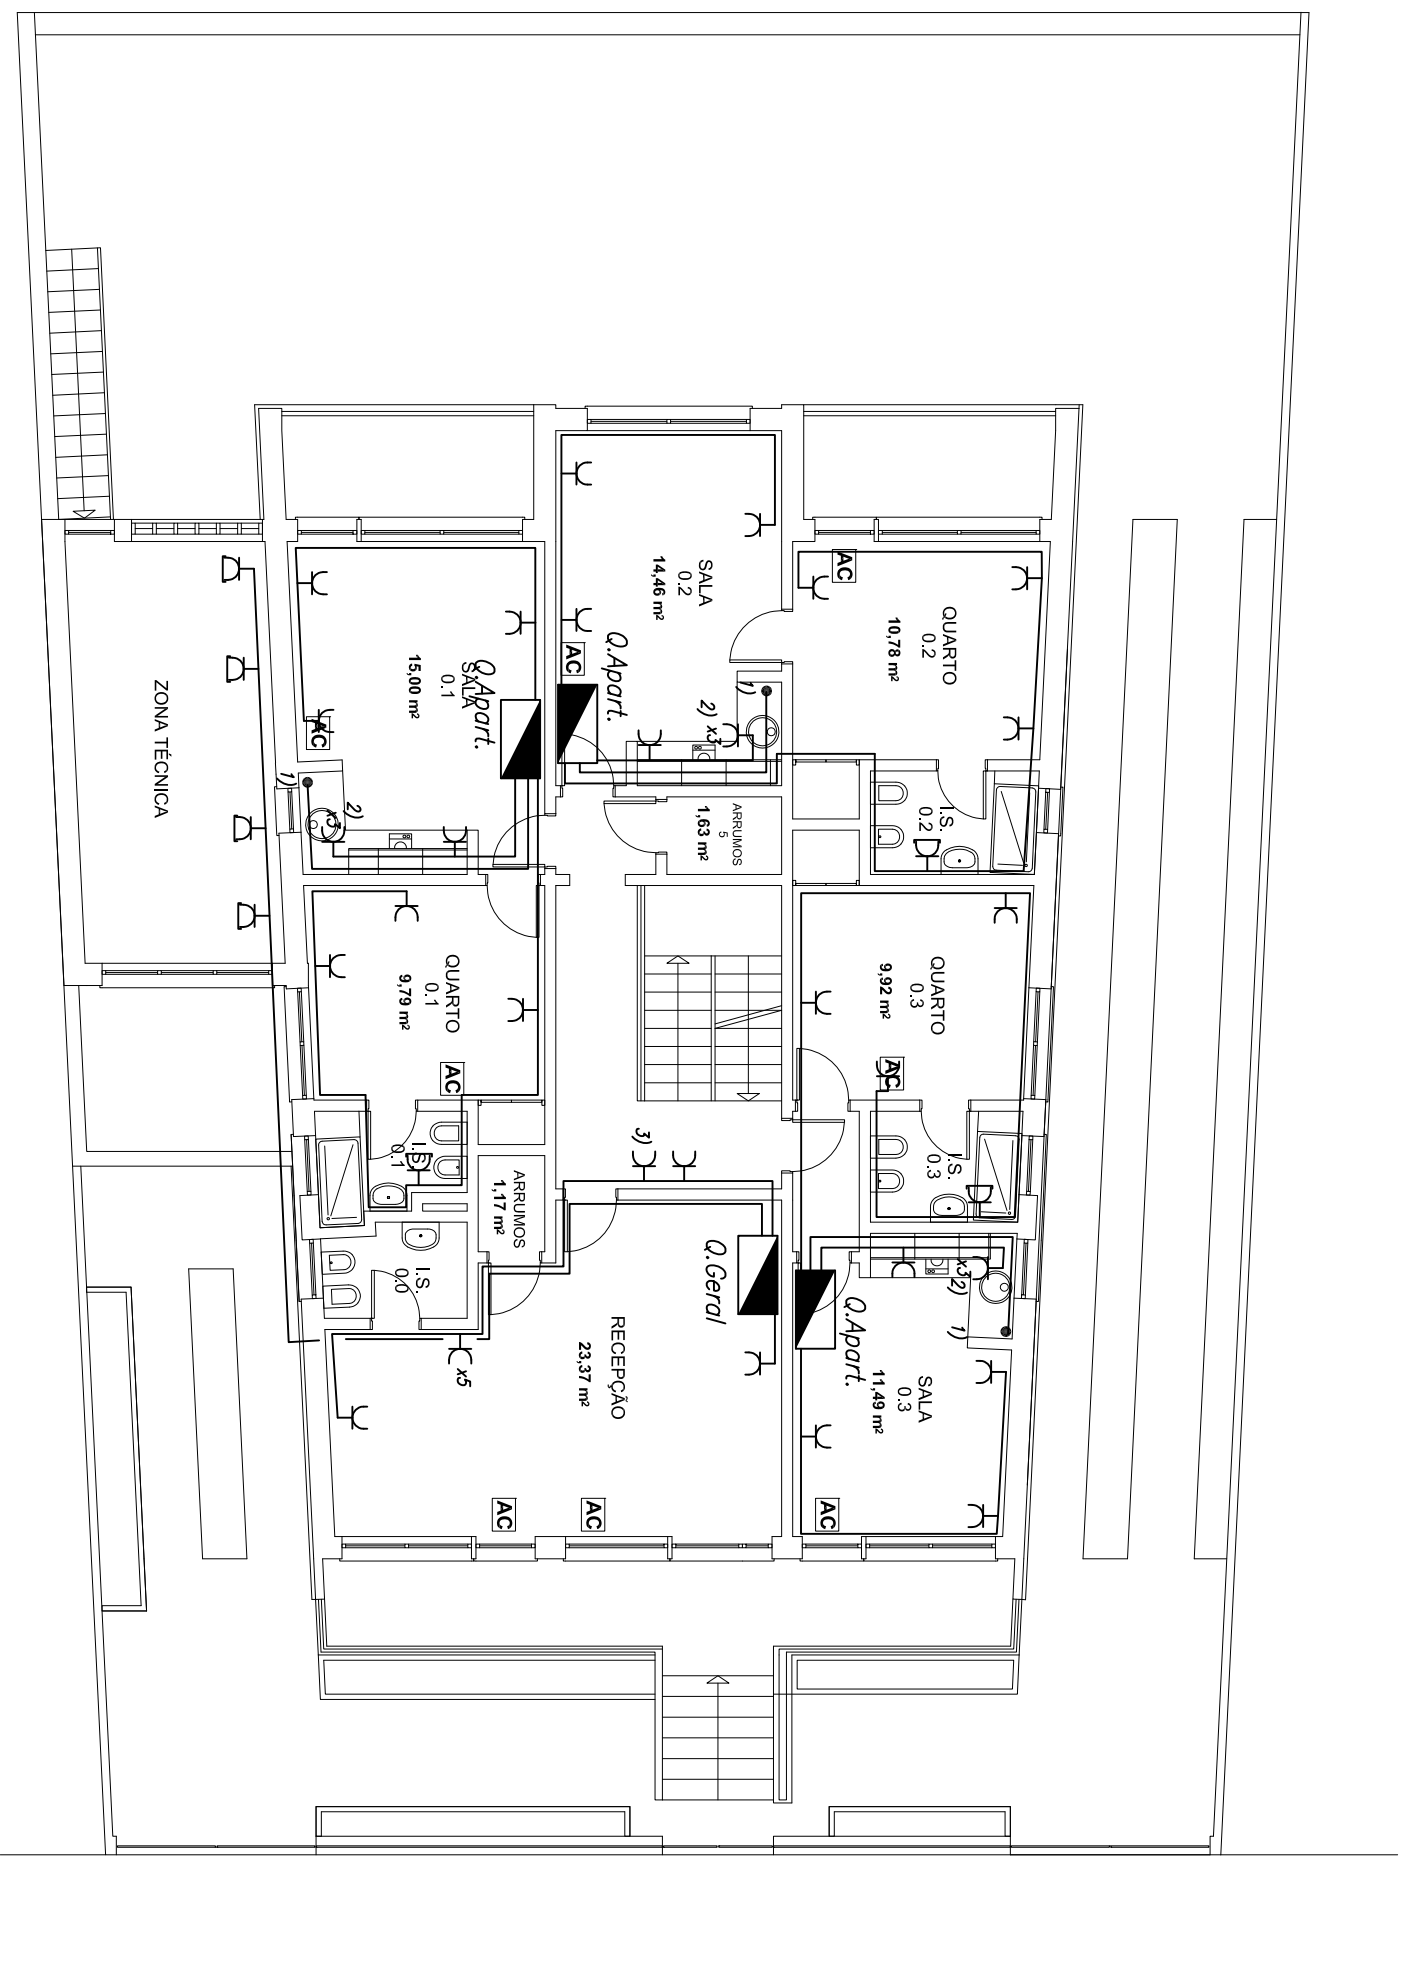 SALA
0.2
14,46 m²
Q.Apart.
AC
1)
2) x3
QUARTO
0.2
10,78 m²
AC
I.S.
0.2
ARRUMOS
5
1,63 m²
SALA
0.1
15,00 m²
Q.Apart.
AC
1)
2)
x3
ZONA TÉCNICA
QUARTO
0.1
9,79 m²
AC
I.S.
0.1
QUARTO
0.3
9,92 m²
AC
I.S.
0.3
3)
ARRUMOS
1,17 m²
I.S.
0.0
Q.Geral
x5
RECEPÇÃO
23,37 m²
AC
AC
x3
2)
1)
Q.Apart.
SALA
0.3
11,49 m²
AC